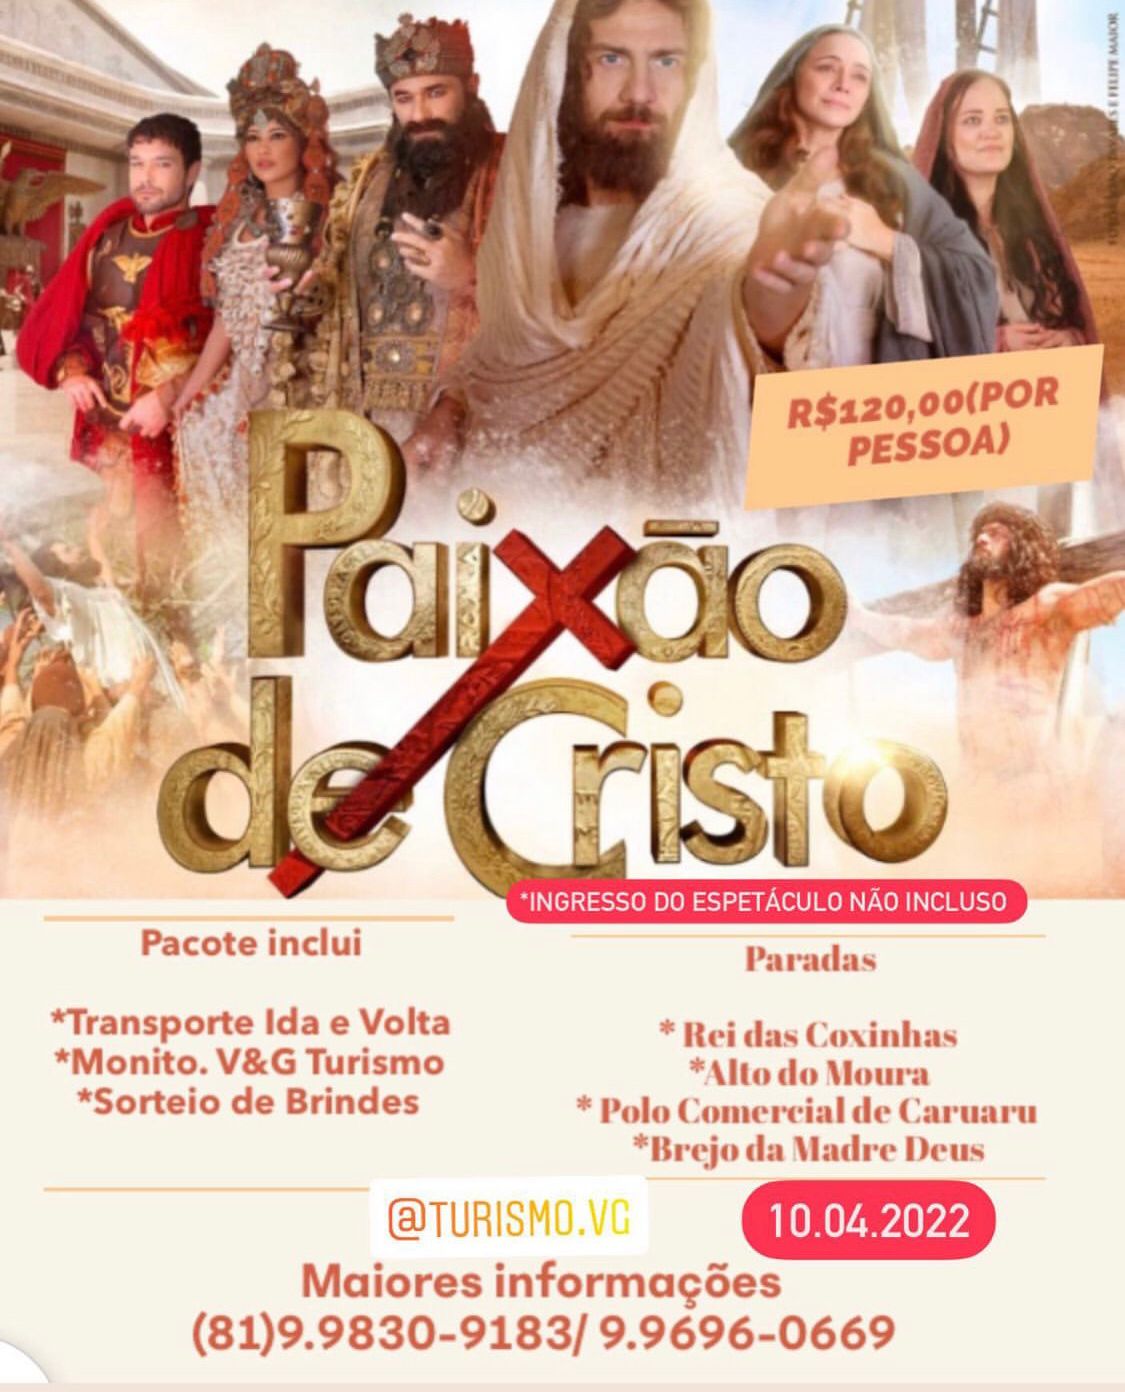 R$120,00(POR
PESSOA)
Paixão
de Cristo
*INGRESSO DO ESPETÁCULO NÃO INCLUSO
Pacote inclui
*Transporte Ida e Volta
*Monito. V&G Turismo
*Sorteio de Brindes
Paradas
* Rei das Coxinhas
*Alto do Moura
* Polo Comercial de Caruaru
*Brejo da Madre Deus
@TURISMO.VG
10.04.2022
Maiores informações
(81)9.9830-9183/ 9.9696-0669
E FELIPE MAIOR